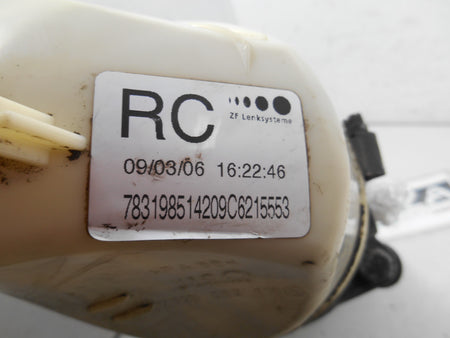 RC
ZF Lenksysteme
09/03/06 16:22:46
783198514209C6215553